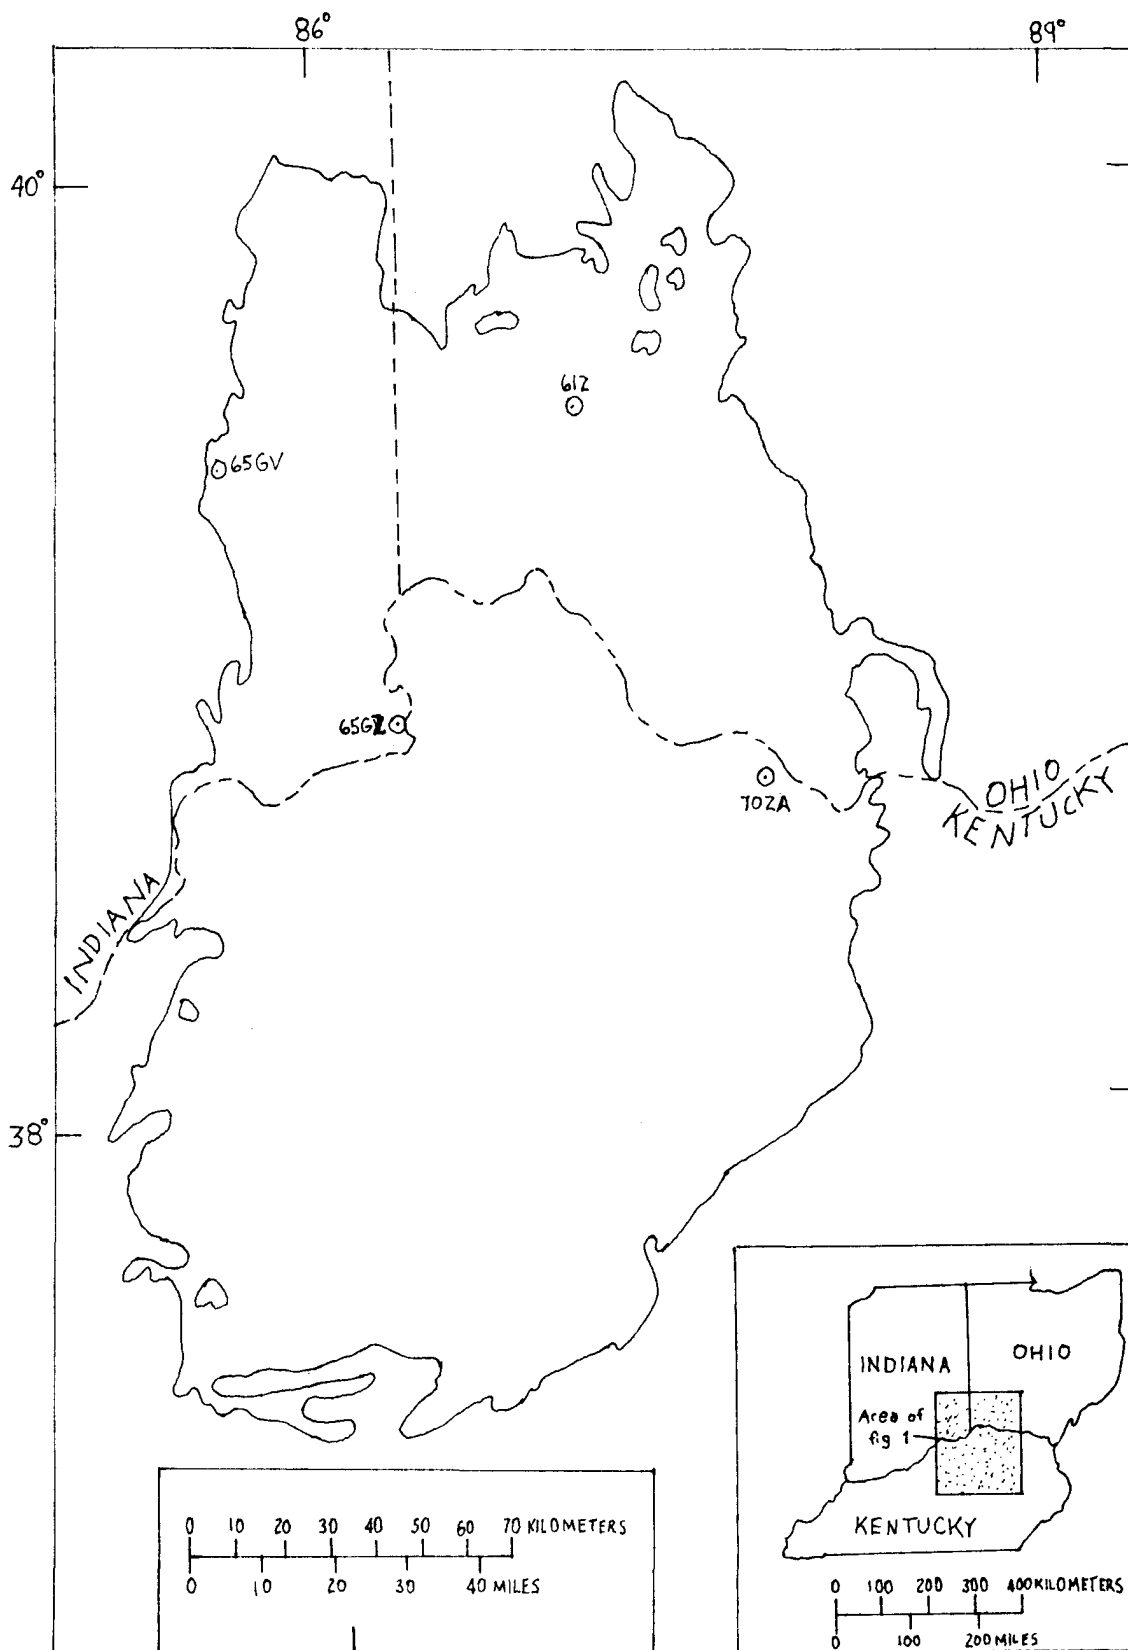 86°
89°
40°
61Z
65GV
65GZ
70ZA
OHIO
KENTUCKY
INDIANA
38°
INDIANA
OHIO
Area of
fig 1
KENTUCKY
0 10 20 30 40 50 60 70 KILOMETERS
0 10 20 30 40 MILES
0 100 200 300 400 KILOMETERS
0 100 200 MILES